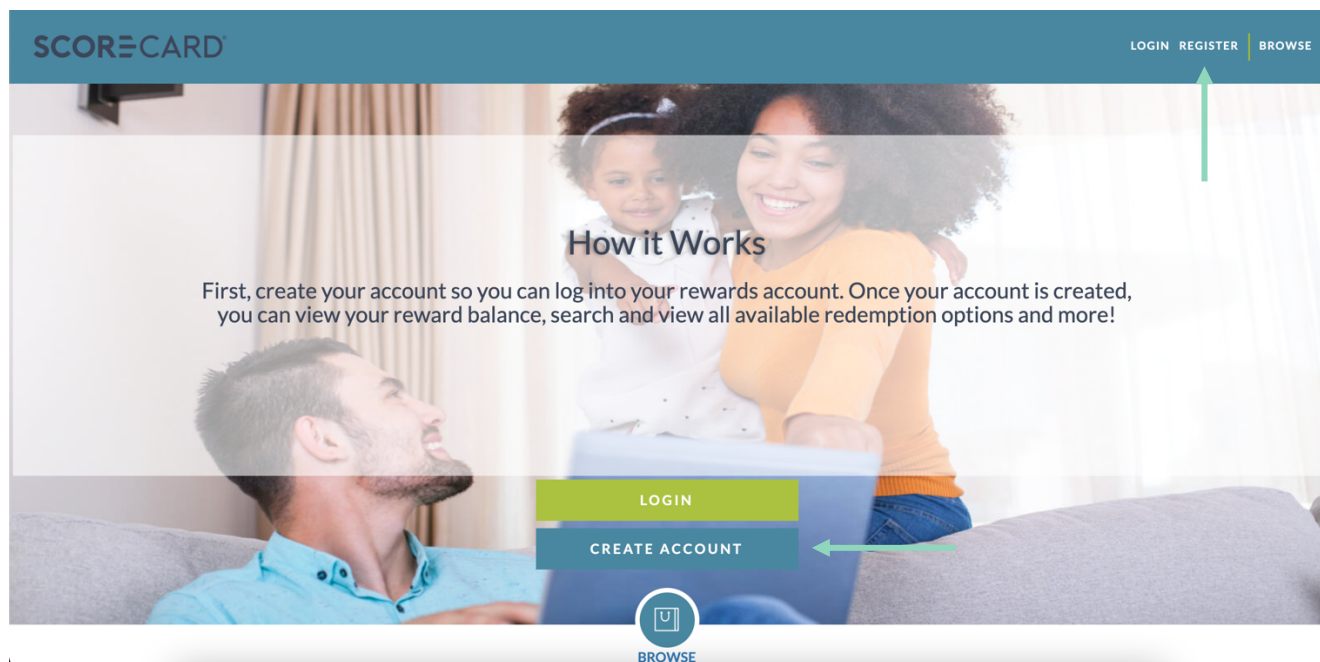 SCORECARD®
LOGIN REGISTER BROWSE
How it Works
First, create your account so you can log into your rewards account. Once your account is created,
you can view your reward balance, search and view all available redemption options and more!
LOGIN
CREATE ACCOUNT
BROWSE